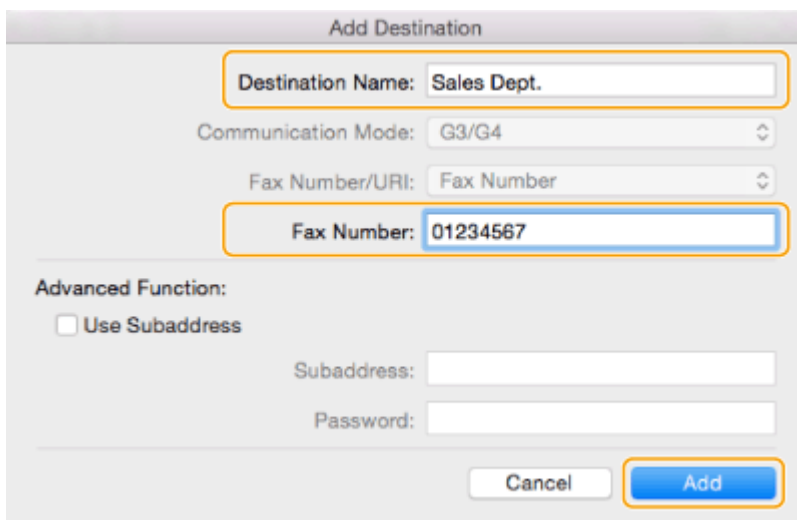 Add Destination
Destination Name: Sales Dept.
Communication Mode: G3/G4
Fax Number/URI: Fax Number
Fax Number: 01234567
Advanced Function:
Use Subaddress
Subaddress:
Password:
Cancel Add